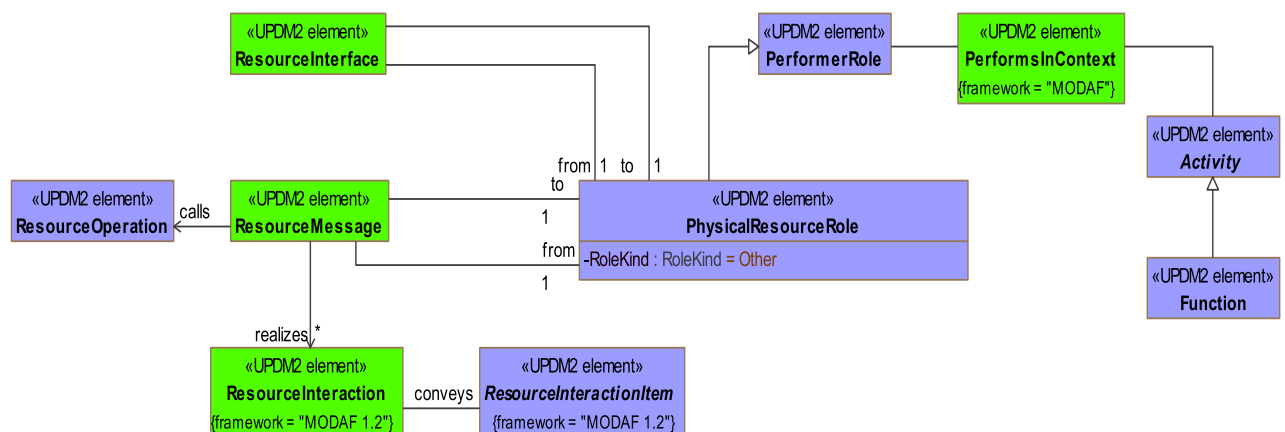 «UPDM2 element»
ResourceInterface
«UPDM2 element»
PerformerRole
«UPDM2 element»
PerformsInContext
{framework = "MODAF"}
«UPDM2 element»
Activity
from 1 to 1
«UPDM2 element»
ResourceOperation
calls
«UPDM2 element»
ResourceMessage
to
1
from
1
«UPDM2 element»
PhysicalResourceRole
-RoleKind : RoleKind = Other
«UPDM2 element»
Function
realizes *
«UPDM2 element»
ResourceInteraction
{framework = "MODAF 1.2"}
conveys
«UPDM2 element»
ResourceInteractionItem
{framework = "MODAF 1.2"}